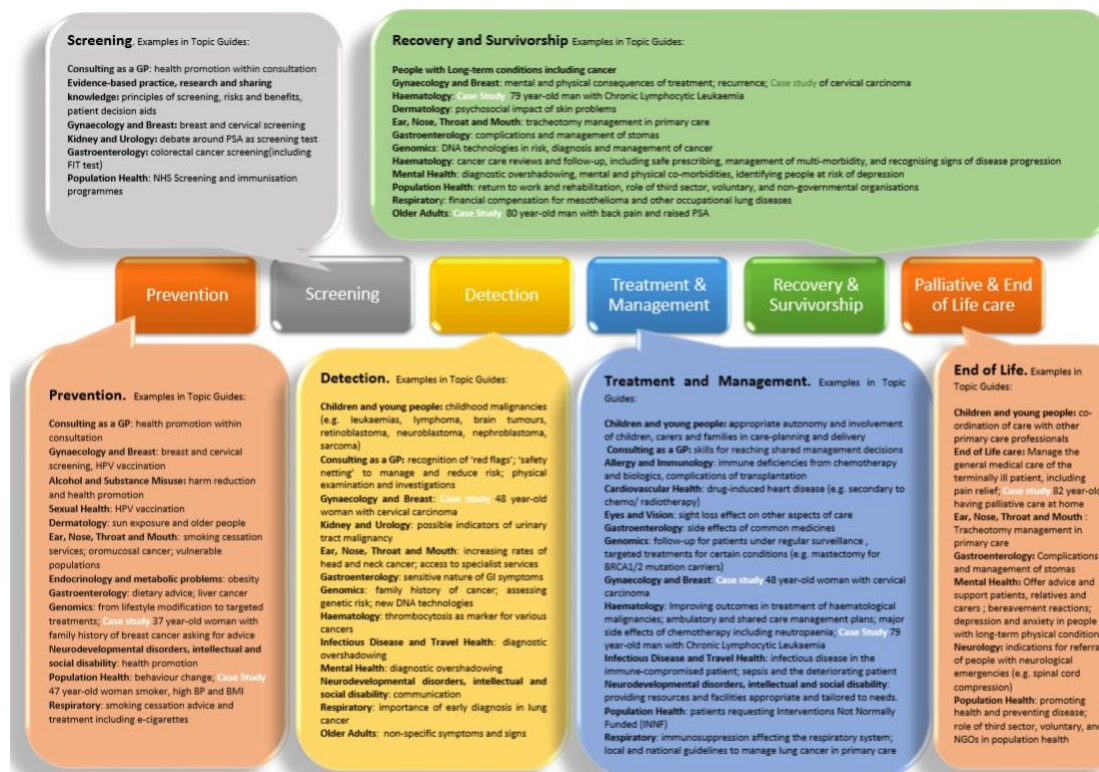 Screening. Examples in Topic Guides:
Consulting as a GP: health promotion within consultation
Evidence-based practice, research and sharing
knowledge: principles of screening, risks and benefits,
patient decision aids
Gynaecology and Breast: breast and cervical screening
Kidney and Urology: debate around PSA as screening test
Gastroenterology: colorectal cancer screening(including
FIT test)
Population Health: NHS Screening and immunisation
programmes
Recovery and Survivorship Examples in Topic Guides:
People with Long-term conditions including cancer
Gynaecology and Breast: mental and physical consequences of treatment; recurrence; Case study of cervical carcinoma
Haematology: Case Study 79 year-old man with Chronic Lymphocytic Leukaemia
Dermatology: psychosocial impact of skin problems
Ear, Nose, Throat and Mouth: tracheotomy management in primary care
Gastroenterology: complications and management of stomas
Genomics: DNA technologies in risk, diagnosis and management of cancer
Haematology: cancer care reviews and follow-up, including safe prescribing, management of multi-morbidity, and recognising signs of disease progression
Mental Health: diagnostic overshadowing, mental and physical co-morbidities, identifying people at risk of depression
Population Health: return to work and rehabilitation, role of third sector, voluntary, and non-governmental organisations
Respiratory: financial compensation for mesothelioma and other occupational lung diseases
Older Adults: Case Study 80 year-old man with back pain and raised PSA
Prevention
Screening
Detection
Treatment &
Management
Recovery &
Survivorship
Palliative & End
of Life care
Prevention. Examples in Topic Guides:
Consulting as a GP: health promotion within
consultation
Gynaecology and Breast: breast and cervical
screening, HPV vaccination
Alcohol and Substance Misuse: harm reduction
and health promotion
Sexual Health: HPV vaccination
Dermatology: sun exposure and older people
Ear, Nose, Throat and Mouth: smoking cessation
services; oromucosal cancer; vulnerable
populations
Endocrinology and metabolic problems: obesity
Gastroenterology: dietary advice; liver cancer
Genomics: from lifestyle modification to targeted
treatments; Case study 37 year-old woman with
family history of breast cancer asking for advice
Neurodevelopmental disorders, intellectual and
social disability: health promotion
Population Health: behaviour change; Case Study
47 year-old woman smoker, high BP and BMI
Respiratory: smoking cessation advice and
treatment including e-cigarettes
Detection. Examples in Topic Guides:
Children and young people: childhood malignancies
(e.g. leukaemias, lymphoma, brain tumours,
retinoblastoma, neuroblastoma, nephroblastoma,
sarcoma)
Consulting as a GP: recognition of 'red flags'; 'safety
netting' to manage and reduce risk; physical
examination and investigations
Gynaecology and Breast: Case study 48 year-old
woman with cervical carcinoma
Kidney and Urology: possible indicators of urinary
tract malignancy
Ear, Nose, Throat and Mouth: increasing rates of
head and neck cancer; access to specialist services
Gastroenterology: sensitive nature of GI symptoms
Genomics: family history of cancer; assessing
genetic risk; new DNA technologies
Haematology: thrombocytosis as marker for various
cancers
Infectious Disease and Travel Health: diagnostic
overshadowing
Mental Health: diagnostic overshadowing
Neurodevelopmental disorders, intellectual and
social disability: communication
Respiratory: importance of early diagnosis in lung
cancer
Older Adults: non-specific symptoms and signs
Treatment and Management. Examples in Topic
Guides:
Children and young people: appropriate autonomy and involvement
of children, carers and families in care-planning and delivery
Consulting as a GP: skills for reaching shared management decisions
Allergy and Immunology: immune deficiencies from chemotherapy
and biologics, complications of transplantation
Cardiovascular Health: drug-induced heart disease (e.g. secondary to
chemo/ radiotherapy)
Eyes and Vision: sight loss effect on other aspects of care
Gastroenterology: side effects of common medicines
Genomics: follow-up for patients under regular surveillance ,
targeted treatments for certain conditions (e.g. mastectomy for
BRCA1/2 mutation carriers)
Gynaecology and Breast: Case study 48 year-old woman with cervical
carcinoma
Haematology: Improving outcomes in treatment of haematological
malignancies; ambulatory and shared care management plans; major
side effects of chemotherapy including neutropaenia; Case Study 79
year-old man with Chronic Lymphocytic Leukaemia
Infectious Disease and Travel Health: infectious disease in the
immune-compromised patient; sepsis and the deteriorating patient
Neurodevelopmental disorders, intellectual and social disability:
providing resources and facilities appropriate and tailored to needs.
Population Health: patients requesting Interventions Not Normally
Funded (INNF)
Respiratory: immunosuppression affecting the respiratory system;
local and national guidelines to manage lung cancer in primary care
End of Life. Examples in
Topic Guides:
Children and young people: co-
ordination of care with other
primary care professionals
End of Life care: Manage the
general medical care of the
terminally ill patient, including
pain relief; Case study 82 year-old
having palliative care at home
Ear, Nose, Throat and Mouth :
Tracheotomy management in
primary care
Gastroenterology: Complications
and management of stomas
Mental Health: Offer advice and
support patients, relatives and
carers ; bereavement reactions;
depression and anxiety in people
with long-term physical condition
Neurology: indications for referral
of people with neurological
emergencies (e.g. spinal cord
compression)
Population Health: promoting
health and preventing disease;
role of third sector, voluntary, and
NGOs in population health